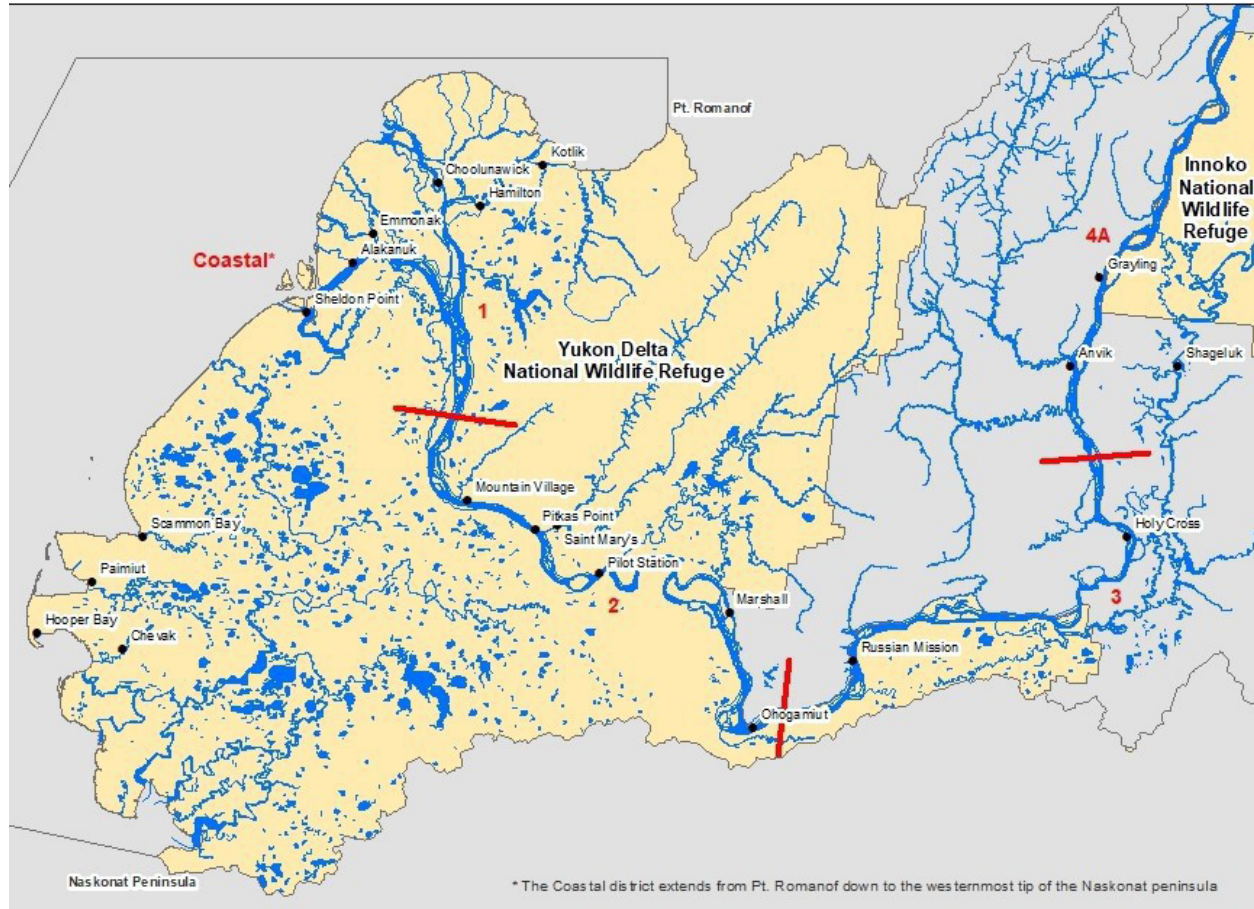 Pt. Romanof
Kotlik
Choolunawick
Hamilton
Innoko
National
Wildlife
Refuge
Emmonak
4A
Alakanuk
Coastal*
Grayling
Sheldon Point
1
Yukon Delta
National Wildlife Refuge
Anvik
Shageluk
Mountain Village
Pitkas Point
Scammon Bay
Saint Mary's
Holy Cross
Pilot Station
Paimiut
2
Marshall
3
Hooper Bay
Chevak
Russian Mission
Ohogamiut
Naskonat Peninsula
* The Coastal district extends from Pt. Romanof down to the westernmost tip of the Naskonat peninsula